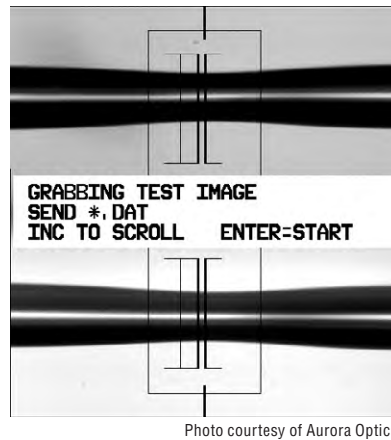 GRABBING TEST IMAGE
SEND *.DAT
INC TO SCROLL ENTER=START
Photo courtesy of Aurora Optic